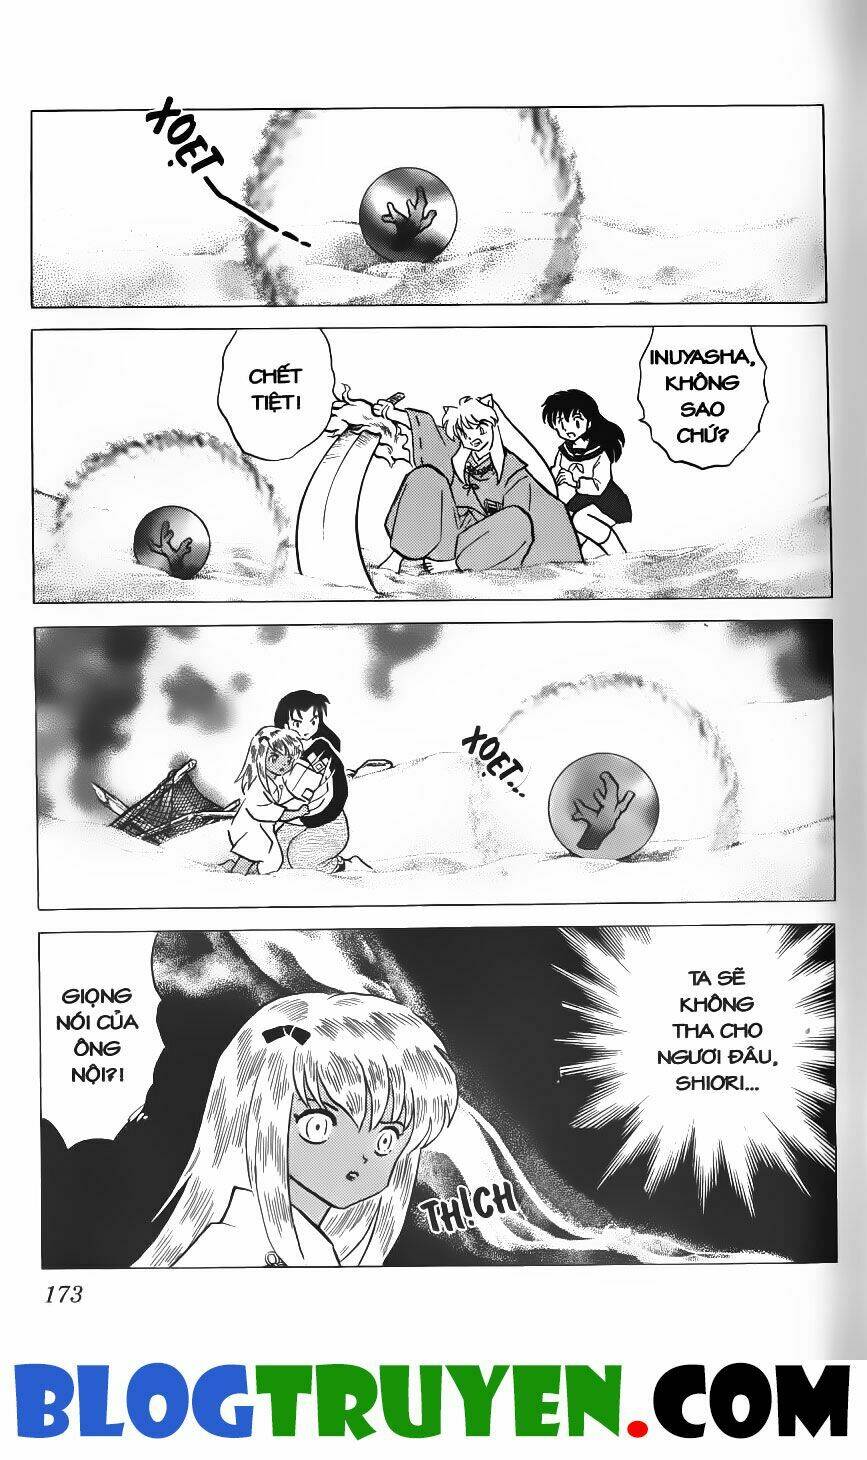 XOẸT
CHẾT
TIỆT!
INUYASHA,
KHÔNG
SAO
CHỨ?
XOẸT...
GIỌNG
NÓI CỦA
ÔNG
NỘI?!
TA SẼ
KHÔNG
THA CHO
NGƯƠI ĐÂU,
SHIORI...
THỊCH
173
BLOGTRUYEN.COM